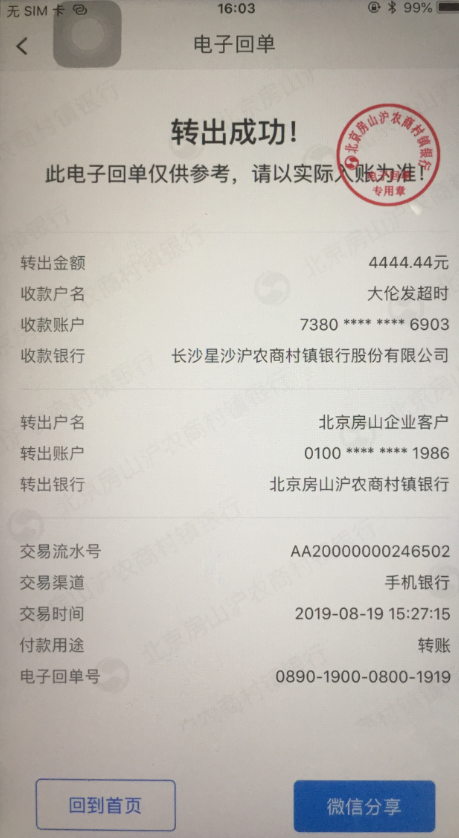 无 SIM 卡 16:03 99%
电子回单
转出成功！
此电子回单仅供参考，请以实际入账为准！
北京房山沪农商村镇银行
专用章
转出金额 4444.44元
收款户名 大伦发超时
收款账户 7380 **** **** 6903
收款银行 长沙星沙沪农商村镇银行股份有限公司
转出户名 北京房山企业客户
转出账户 0100 **** **** 1986
转出银行 北京房山沪农商村镇银行
交易流水号 AA20000000246502
交易渠道 手机银行
交易时间 2019-08-19 15:27:15
付款用途 转账
电子回单号 0890-1900-0800-1919
回到首页 微信分享